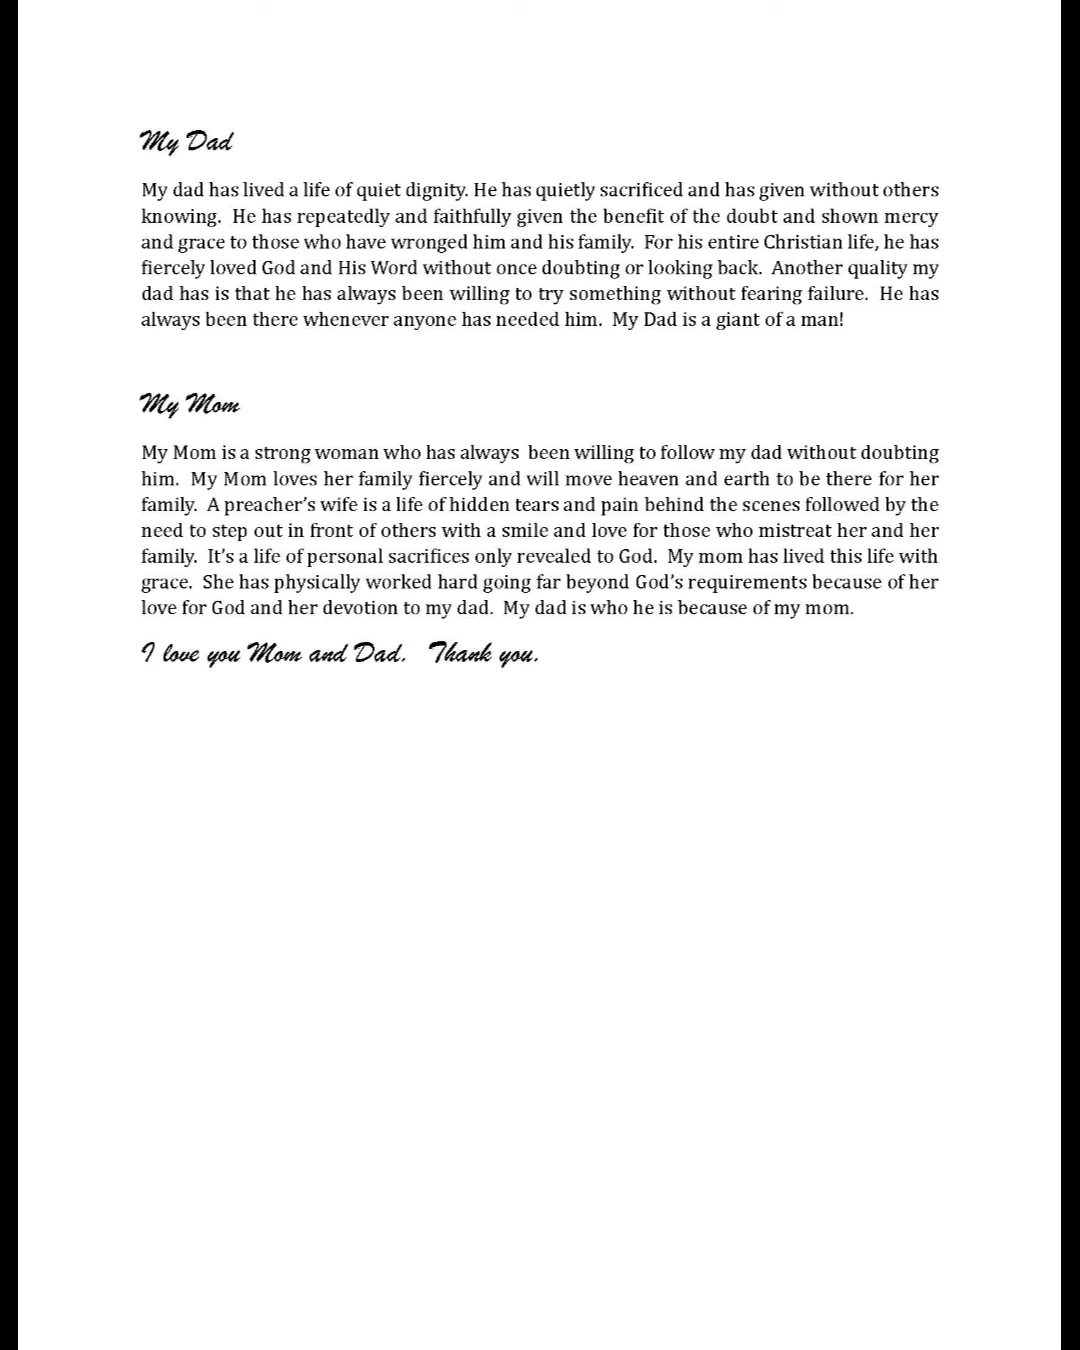 My Dad
My dad has lived a life of quiet dignity. He has quietly sacrificed and has given without others
knowing.  He has repeatedly and faithfully given the benefit of the doubt and shown mercy
and grace to those who have wronged him and his family.  For his entire Christian life, he has
fiercely loved God and His Word without once doubting or looking back.  Another quality my
dad has is that he has always been willing to try something without fearing failure.  He has
always been there whenever anyone has needed him.  My Dad is a giant of a man!
My Mom
My Mom is a strong woman who has always  been willing to follow my dad without doubting
him.  My Mom loves her family fiercely and will move heaven and earth to be there for her
family.  A preacher’s wife is a life of hidden tears and pain behind the scenes followed by the
need to step out in front of others with a smile and love for those who mistreat her and her
family.  It’s a life of personal sacrifices only revealed to God.  My mom has lived this life with
grace.  She has physically worked hard going far beyond God’s requirements because of her
love for God and her devotion to my dad.  My dad is who he is because of my mom.
I love you Mom and Dad.  Thank you.